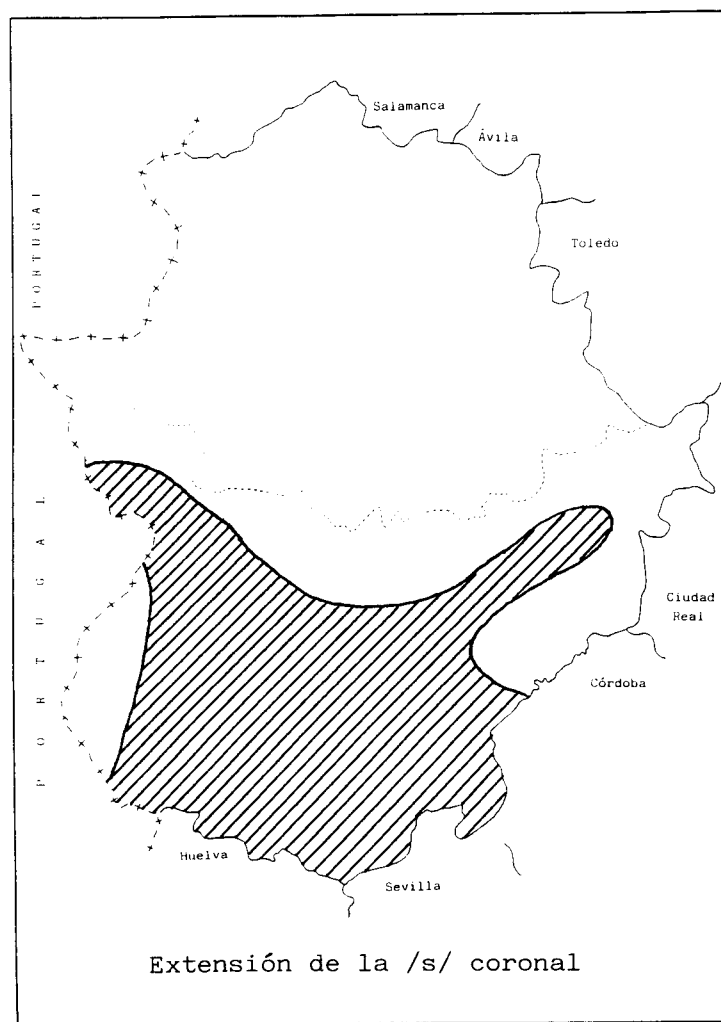 Salamanca
Ávila
PORTUGAL
Toledo
PORTUGAL
Ciudad
Real
Córdoba
Huelva
Sevilla
Extensión de la /s/ coronal